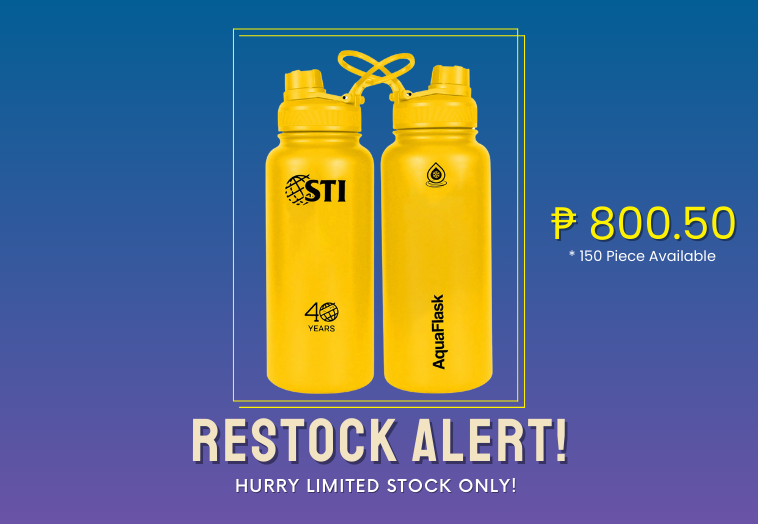 STI
40
YEARS
AquaFlask
₱ 800.50
* 150 Piece Available
RESTOCK ALERT!
HURRY LIMITED STOCK ONLY!